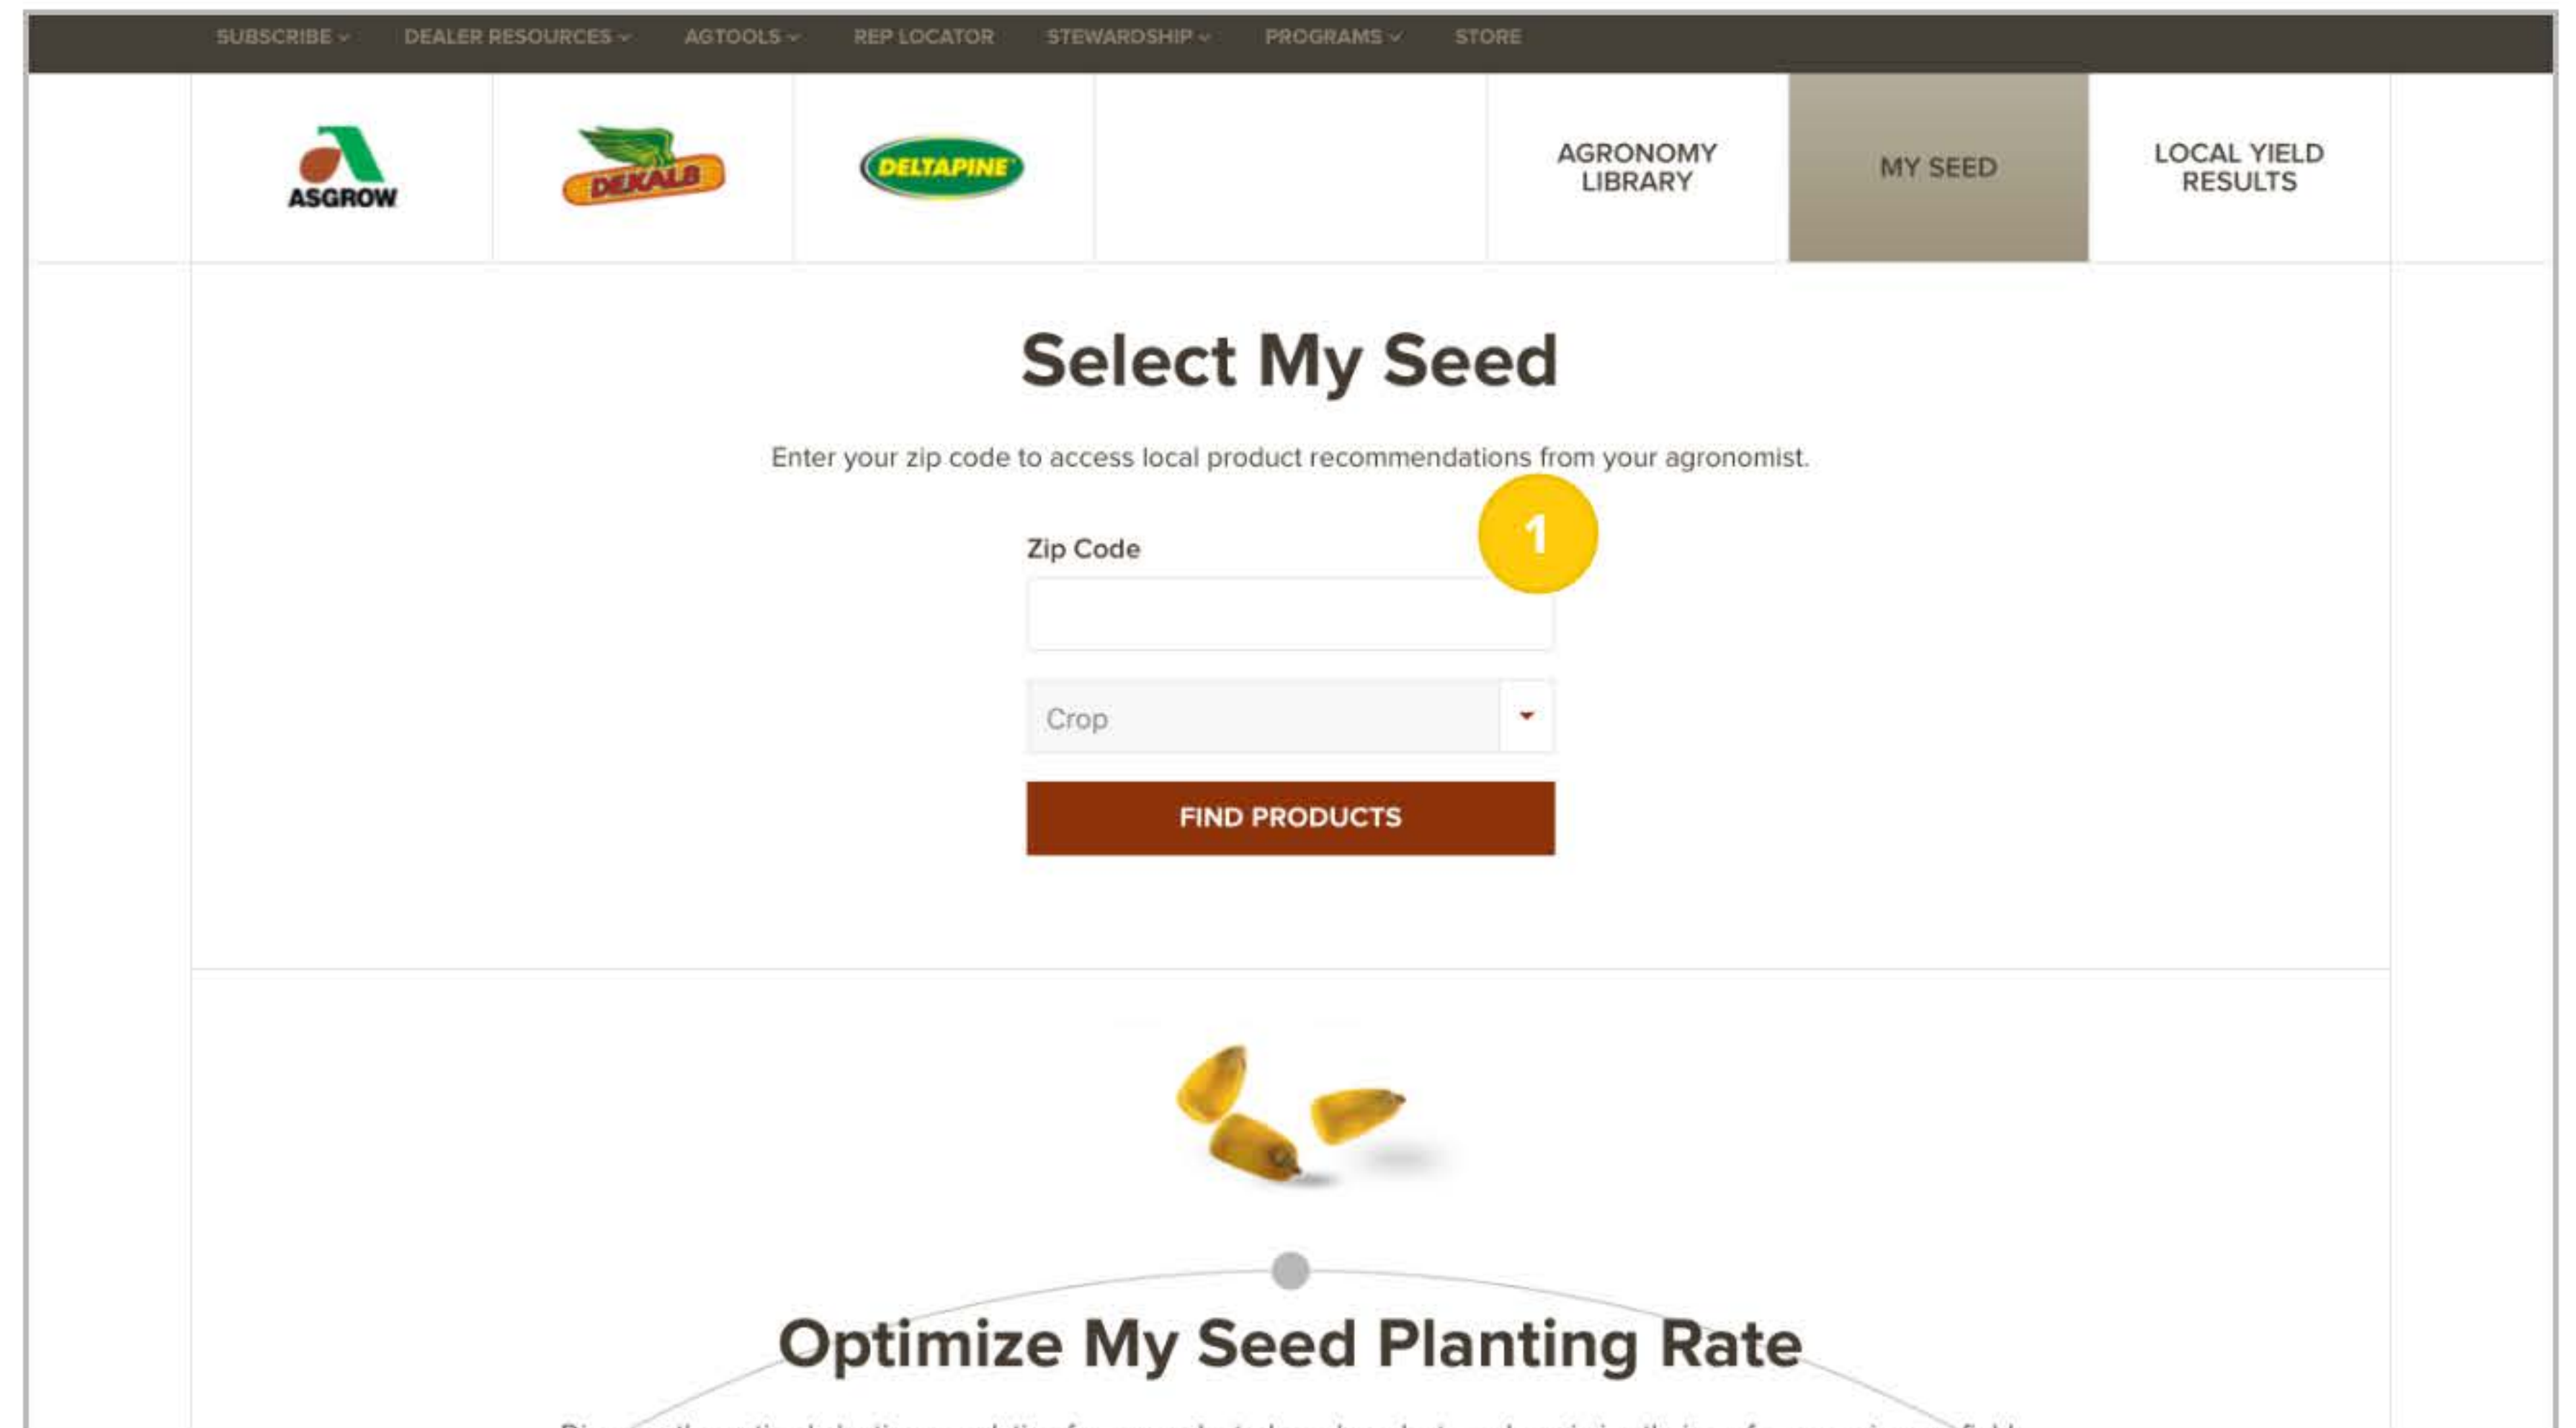 SUBSCRIBE DEALER RESOURCES AGTOOLS REP LOCATOR STEWARDSHIP PROGRAMS STORE
ASGROW
DEKALB
DELTAPINE
AGRONOMY
LIBRARY
MY SEED
LOCAL YIELD
RESULTS
Select My Seed
Enter your zip code to access local product recommendations from your agronomist.
1
Zip Code
Crop
FIND PRODUCTS
Optimize My Seed Planting Rate